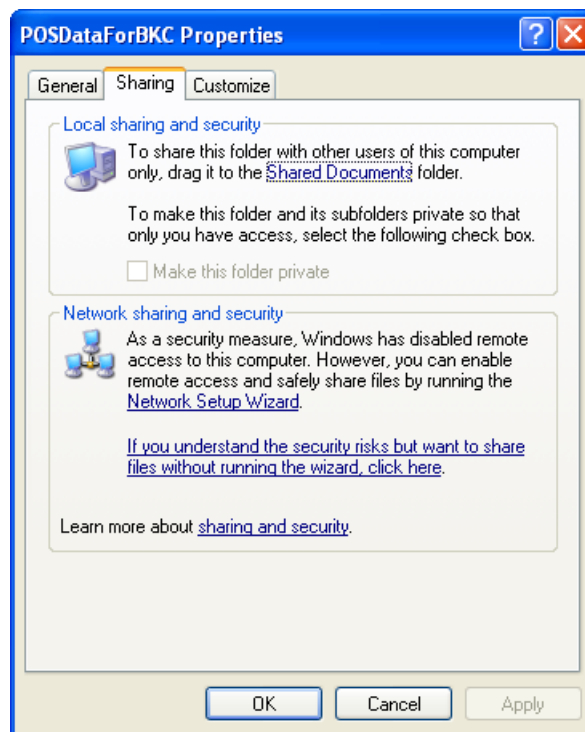 POSDataForBKC Properties
General Sharing Customize
Local sharing and security
To share this folder with other users of this computer
only, drag it to the Shared Documents folder.
To make this folder and its subfolders private so that
only you have access, select the following check box.
Make this folder private
Network sharing and security
As a security measure, Windows has disabled remote
access to this computer. However, you can enable
remote access and safely share files by running the
Network Setup Wizard.
If you understand the security risks but want to share
files without running the wizard, click here.
Learn more about sharing and security.
OK Cancel Apply